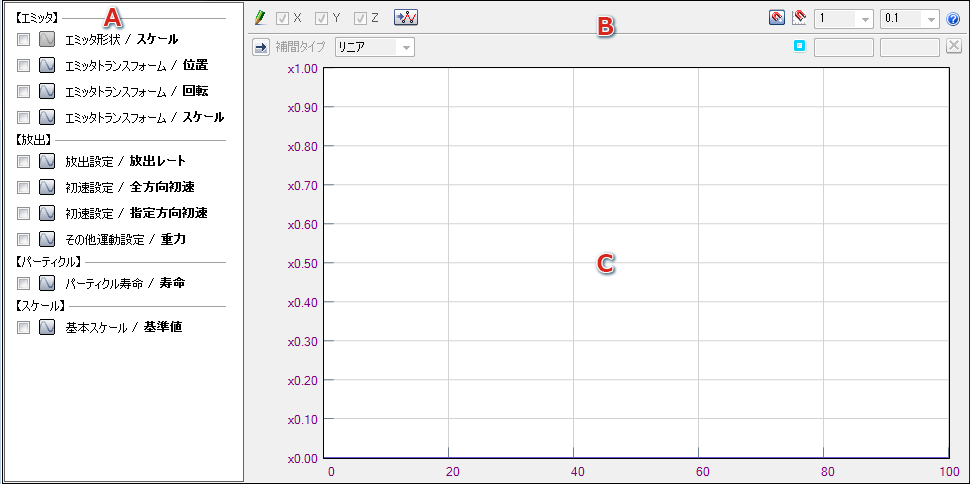 A
【エミッタ】
エミッタ形状 / スケール
エミッタトランスフォーム / 位置
エミッタトランスフォーム / 回転
エミッタトランスフォーム / スケール
【放出】
放出設定 / 放出レート
初速設定 / 全方向初速
初速設定 / 指定方向初速
その他運動設定 / 重力
【パーティクル】
パーティクル寿命 / 寿命
【スケール】
基本スケール / 基準値
X Y Z B 1 0.1 ?
補間タイプ リニア
x1.00
x0.90
x0.80
x0.70
x0.60
x0.50
C
x0.40
x0.30
x0.20
x0.10
x0.00
0 20 40 60 80 100